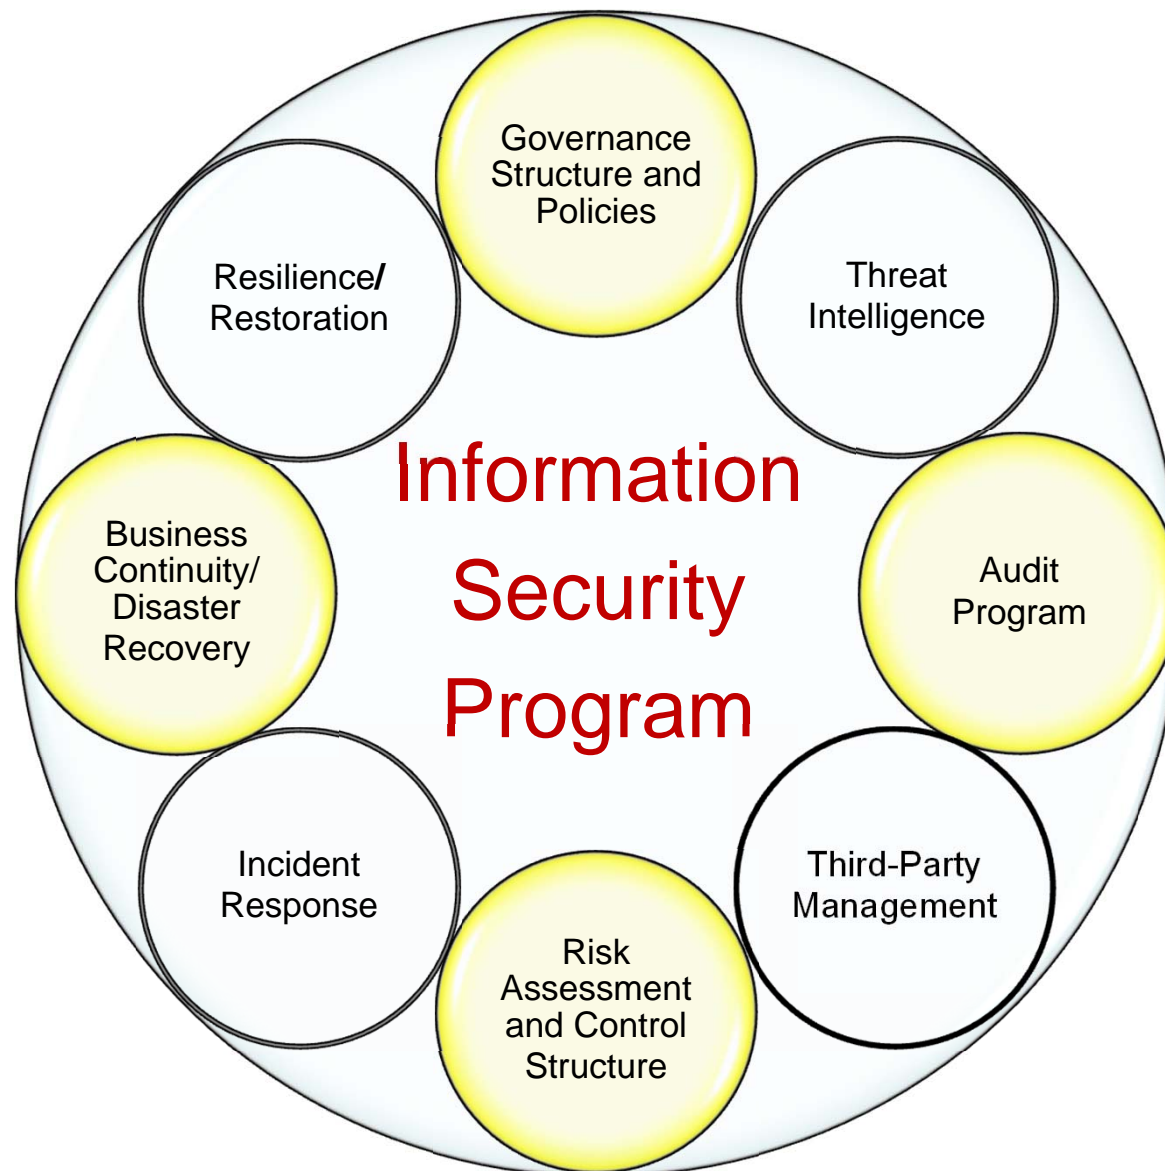 Governance
Structure and
Policies
Threat
Intelligence
Audit
Program
Third-Party
Management
Risk
Assessment
and Control
Structure
Incident
Response
Business
Continuity/
Disaster
Recovery
Resilience/
Restoration
Information
Security
Program